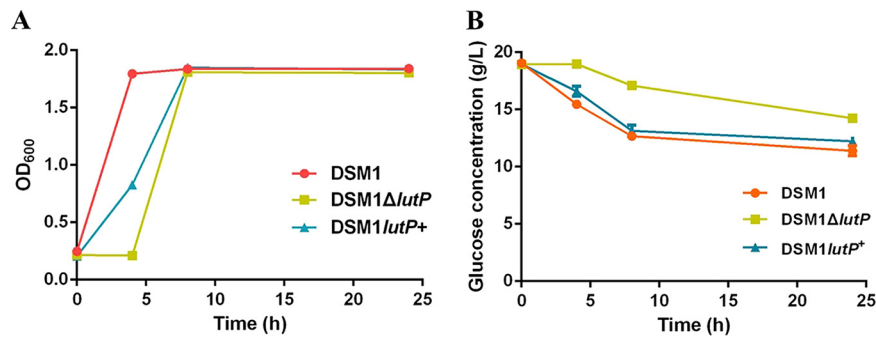 A
OD600
2.0
1.5
1.0
0.5
0.0
0
5
10
15
20
25
Time (h)
DSM1
DSM1ΔlutP
DSM1lutP+
B
Glucose concentration (g/L)
20
15
10
5
0
0
5
10
15
20
25
Time (h)
DSM1
DSM1ΔlutP
DSM1lutP+